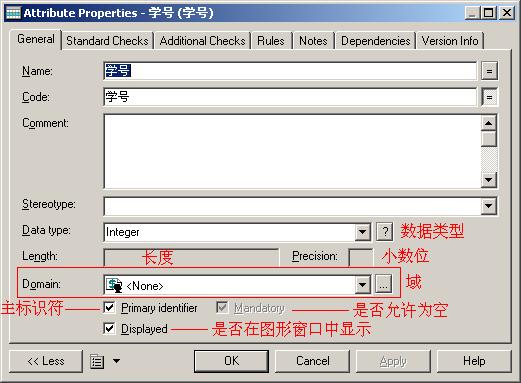 Attribute Properties - 学号 (学号)
General Standard Checks Additional Checks Rules Notes Dependencies Version Info
Name: 学号 =
Code: 学号 =
Comment:
Stereotype:
Data type: Integer ? 数据类型
Length: 长度 Precision: 小数位
Domain: <None> ... 域
主标识符 Primary identifier Mandatory 是否允许为空
Displayed 是否在图形窗口中显示
<< Less OK Cancel Apply Help